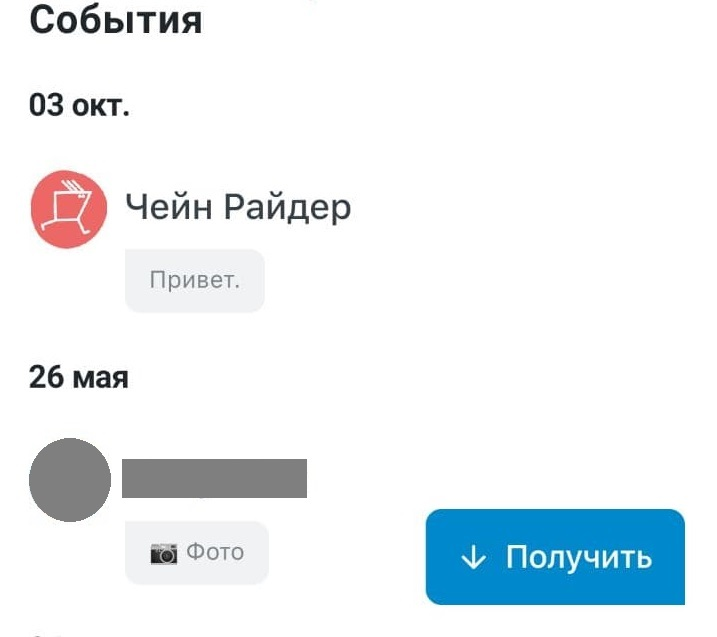 События
03 окт.
Чейн Райдер
Привет.
26 мая
Фото
Получить